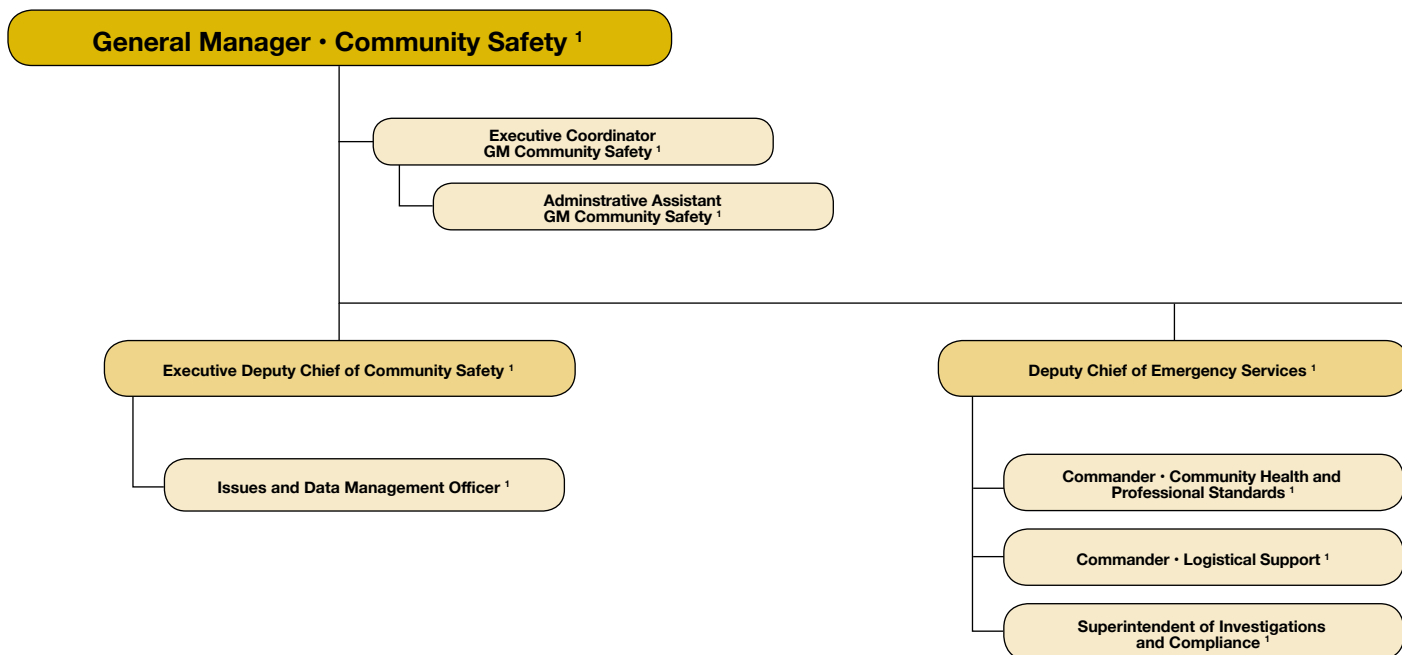 General Manager • Community Safety ¹
Executive Coordinator
GM Community Safety ¹
Adminstrative Assistant
GM Community Safety ¹
Executive Deputy Chief of Community Safety ¹
Deputy Chief of Emergency Services ¹
Issues and Data Management Officer ¹
Commander • Community Health and
Professional Standards ¹
Commander • Logistical Support ¹
Superintendent of Investigations
and Compliance ¹